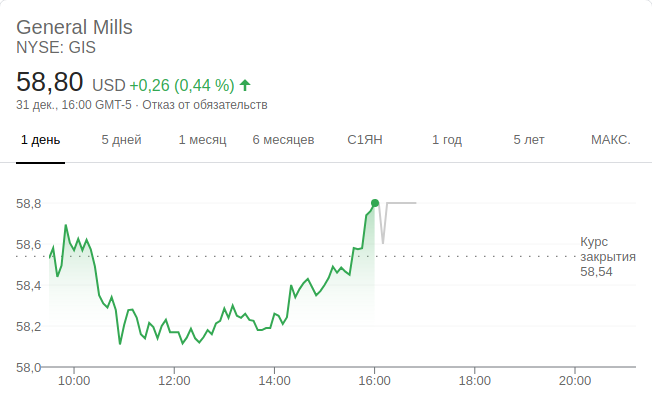 General Mills
NYSE: GIS
58,80 USD +0,26 (0,44 %)
31 дек., 16:00 GMT-5 · Отказ от обязательств
1 день 5 дней 1 месяц 6 месяцев С1ЯН 1 год 5 лет МАКС.
58,8
58,6
58,4
58,2
58,0
Курс
закрытия
58,54
10:00 12:00 14:00 16:00 18:00 20:00